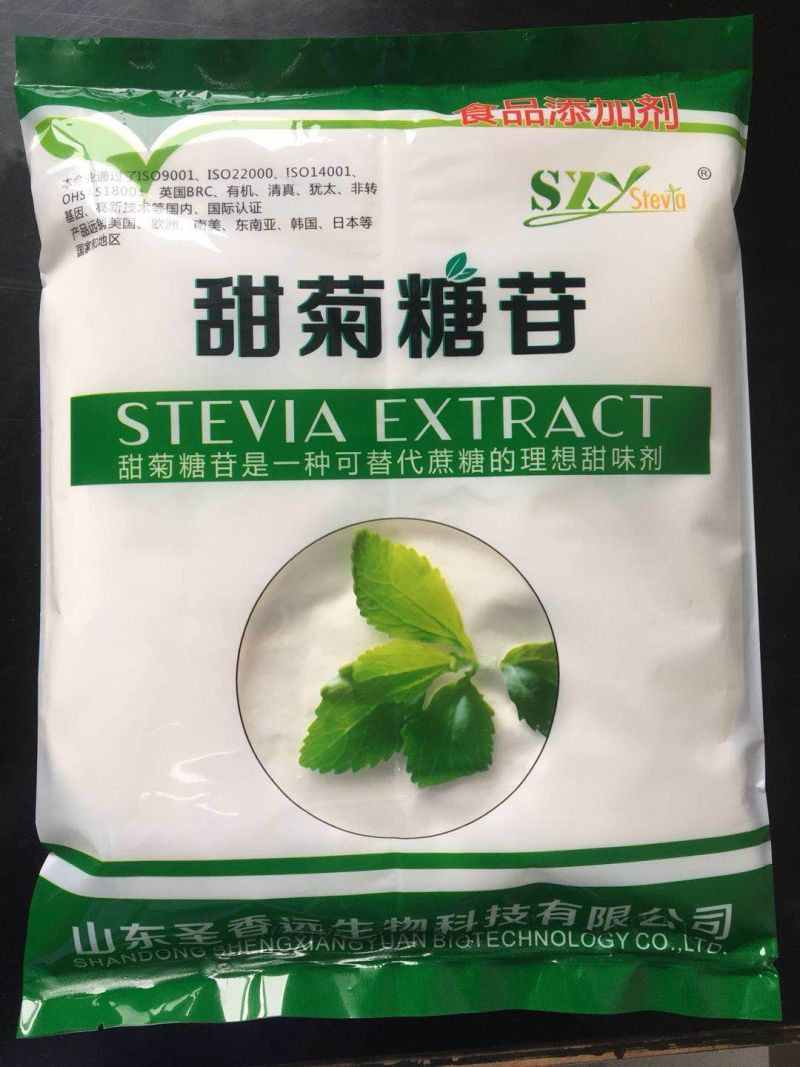 食品添加剂
本企业通过了ISO9001、ISO22000、ISO14001、
OHSAS18001、英国BRC、有机、清真、犹太、非转
基因、高新技术等国内、国际认证
产品远销美国、欧洲、南美、东南亚、韩国、日本等
国家和地区
SZY Stevia ®
甜菊糖苷
STEVIA EXTRACT
甜菊糖苷是一种可替代蔗糖的理想甜味剂
山东圣香远生物科技有限公司
SHANDONG SHENGXIANGYUAN BIOTECHNOLOGY CO.,LTD.